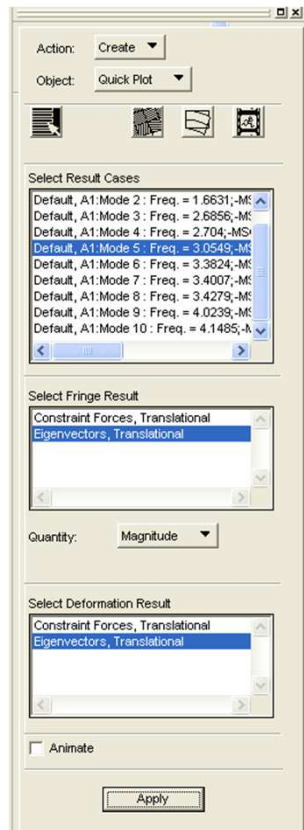 Action: Create
Object: Quick Plot
Select Result Cases
Default, A1:Mode 2 : Freq. = 1.6631;-MS
Default, A1:Mode 3 : Freq. = 2.6856;-MS
Default, A1:Mode 4 : Freq. = 2.704;-MS
Default, A1:Mode 5 : Freq. = 3.0549;-MS
Default, A1:Mode 6 : Freq. = 3.3824;-MS
Default, A1:Mode 7 : Freq. = 3.4007;-MS
Default, A1:Mode 8 : Freq. = 3.4279;-MS
Default, A1:Mode 9 : Freq. = 4.0239;-MS
Default, A1:Mode 10 : Freq. = 4.1485;-M
Select Fringe Result
Constraint Forces, Translational
Eigenvectors, Translational
Quantity: Magnitude
Select Deformation Result
Constraint Forces, Translational
Eigenvectors, Translational
Animate
Apply